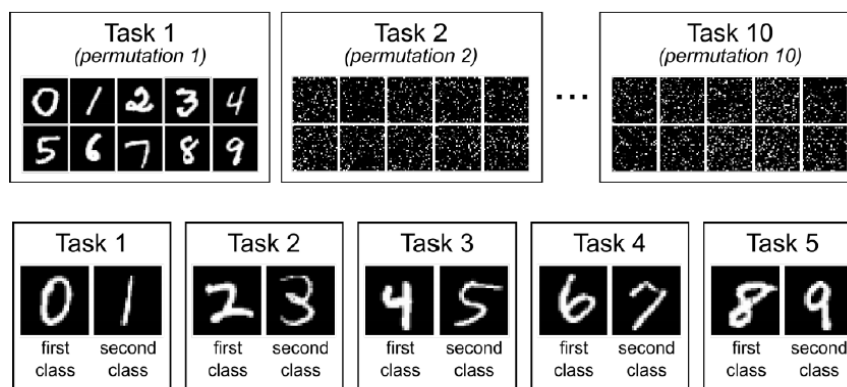 Task 1 Task 2 Task 10
(permutation 1) (permutation 2) (permutation 10)
...
0 1 2 3 4
5 6 7 8 9
Task 1 Task 2 Task 3 Task 4 Task 5
0 1 2 3 4 5 6 7 8 9
first second first second first second first second first second
class class class class class class class class class class